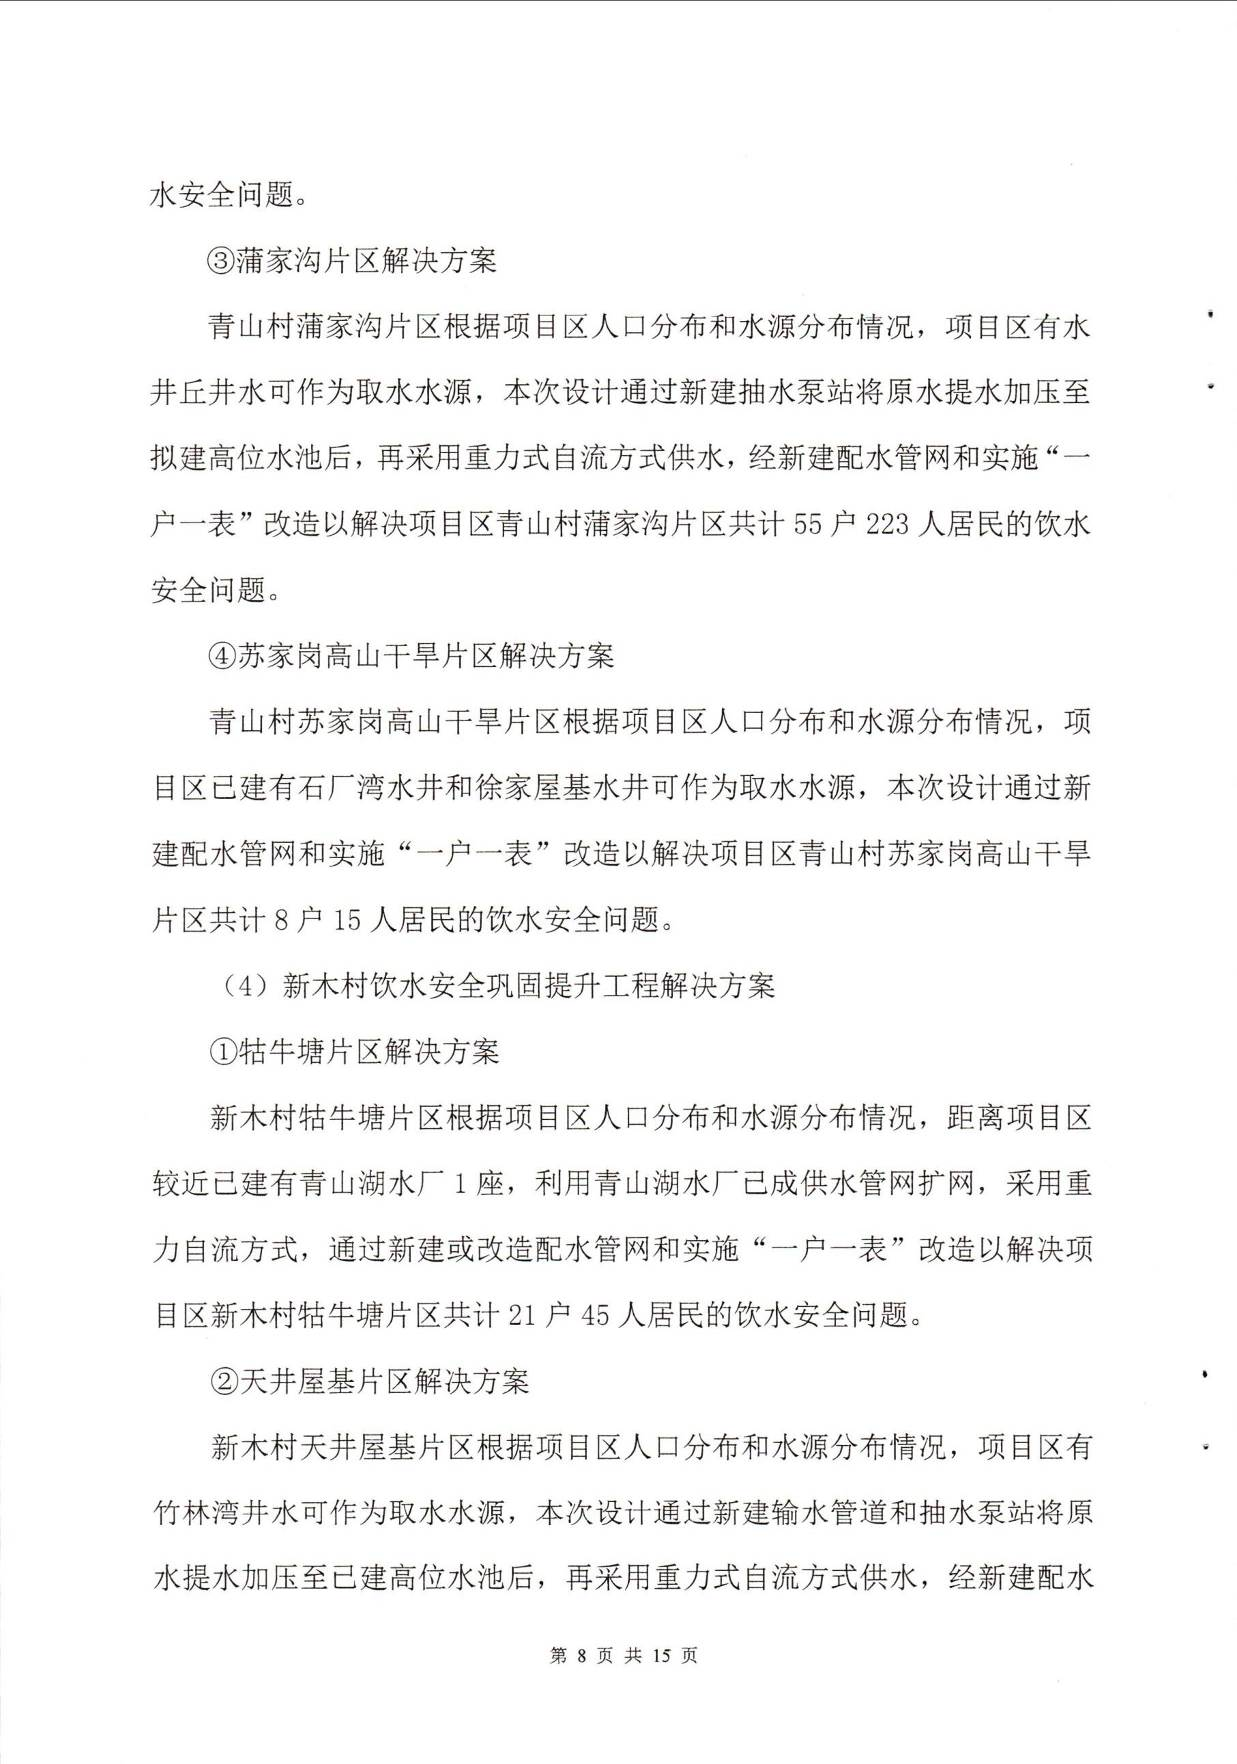 水安全问题。
③蒲家沟片区解决方案
青山村蒲家沟片区根据项目区人口分布和水源分布情况，项目区有水
井丘井水可作为取水水源，本次设计通过新建抽水泵站将原水提水加压至
拟建高位水池后，再采用重力式自流方式供水，经新建配水管网和实施“一
户一表”改造以解决项目区青山村蒲家沟片区共计 55 户 223 人居民的饮水
安全问题。
④苏家岗高山干旱片区解决方案
青山村苏家岗高山干旱片区根据项目区人口分布和水源分布情况，项
目区已建有石厂湾水井和徐家屋基水井可作为取水水源，本次设计通过新
建配水管网和实施“一户一表”改造以解决项目区青山村苏家岗高山干旱
片区共计 8 户 15 人居民的饮水安全问题。
（4）新木村饮水安全巩固提升工程解决方案
①牯牛塘片区解决方案
新木村牯牛塘片区根据项目区人口分布和水源分布情况，距离项目区
较近已建有青山湖水厂 1 座，利用青山湖水厂已成供水管网扩网，采用重
力自流方式，通过新建或改造配水管网和实施“一户一表”改造以解决项
目区新木村牯牛塘片区共计 21 户 45 人居民的饮水安全问题。
②天井屋基片区解决方案
新木村天井屋基片区根据项目区人口分布和水源分布情况，项目区有
竹林湾井水可作为取水水源，本次设计通过新建输水管道和抽水泵站将原
水提水加压至已建高位水池后，再采用重力式自流方式供水，经新建配水
第 8 页 共 15 页